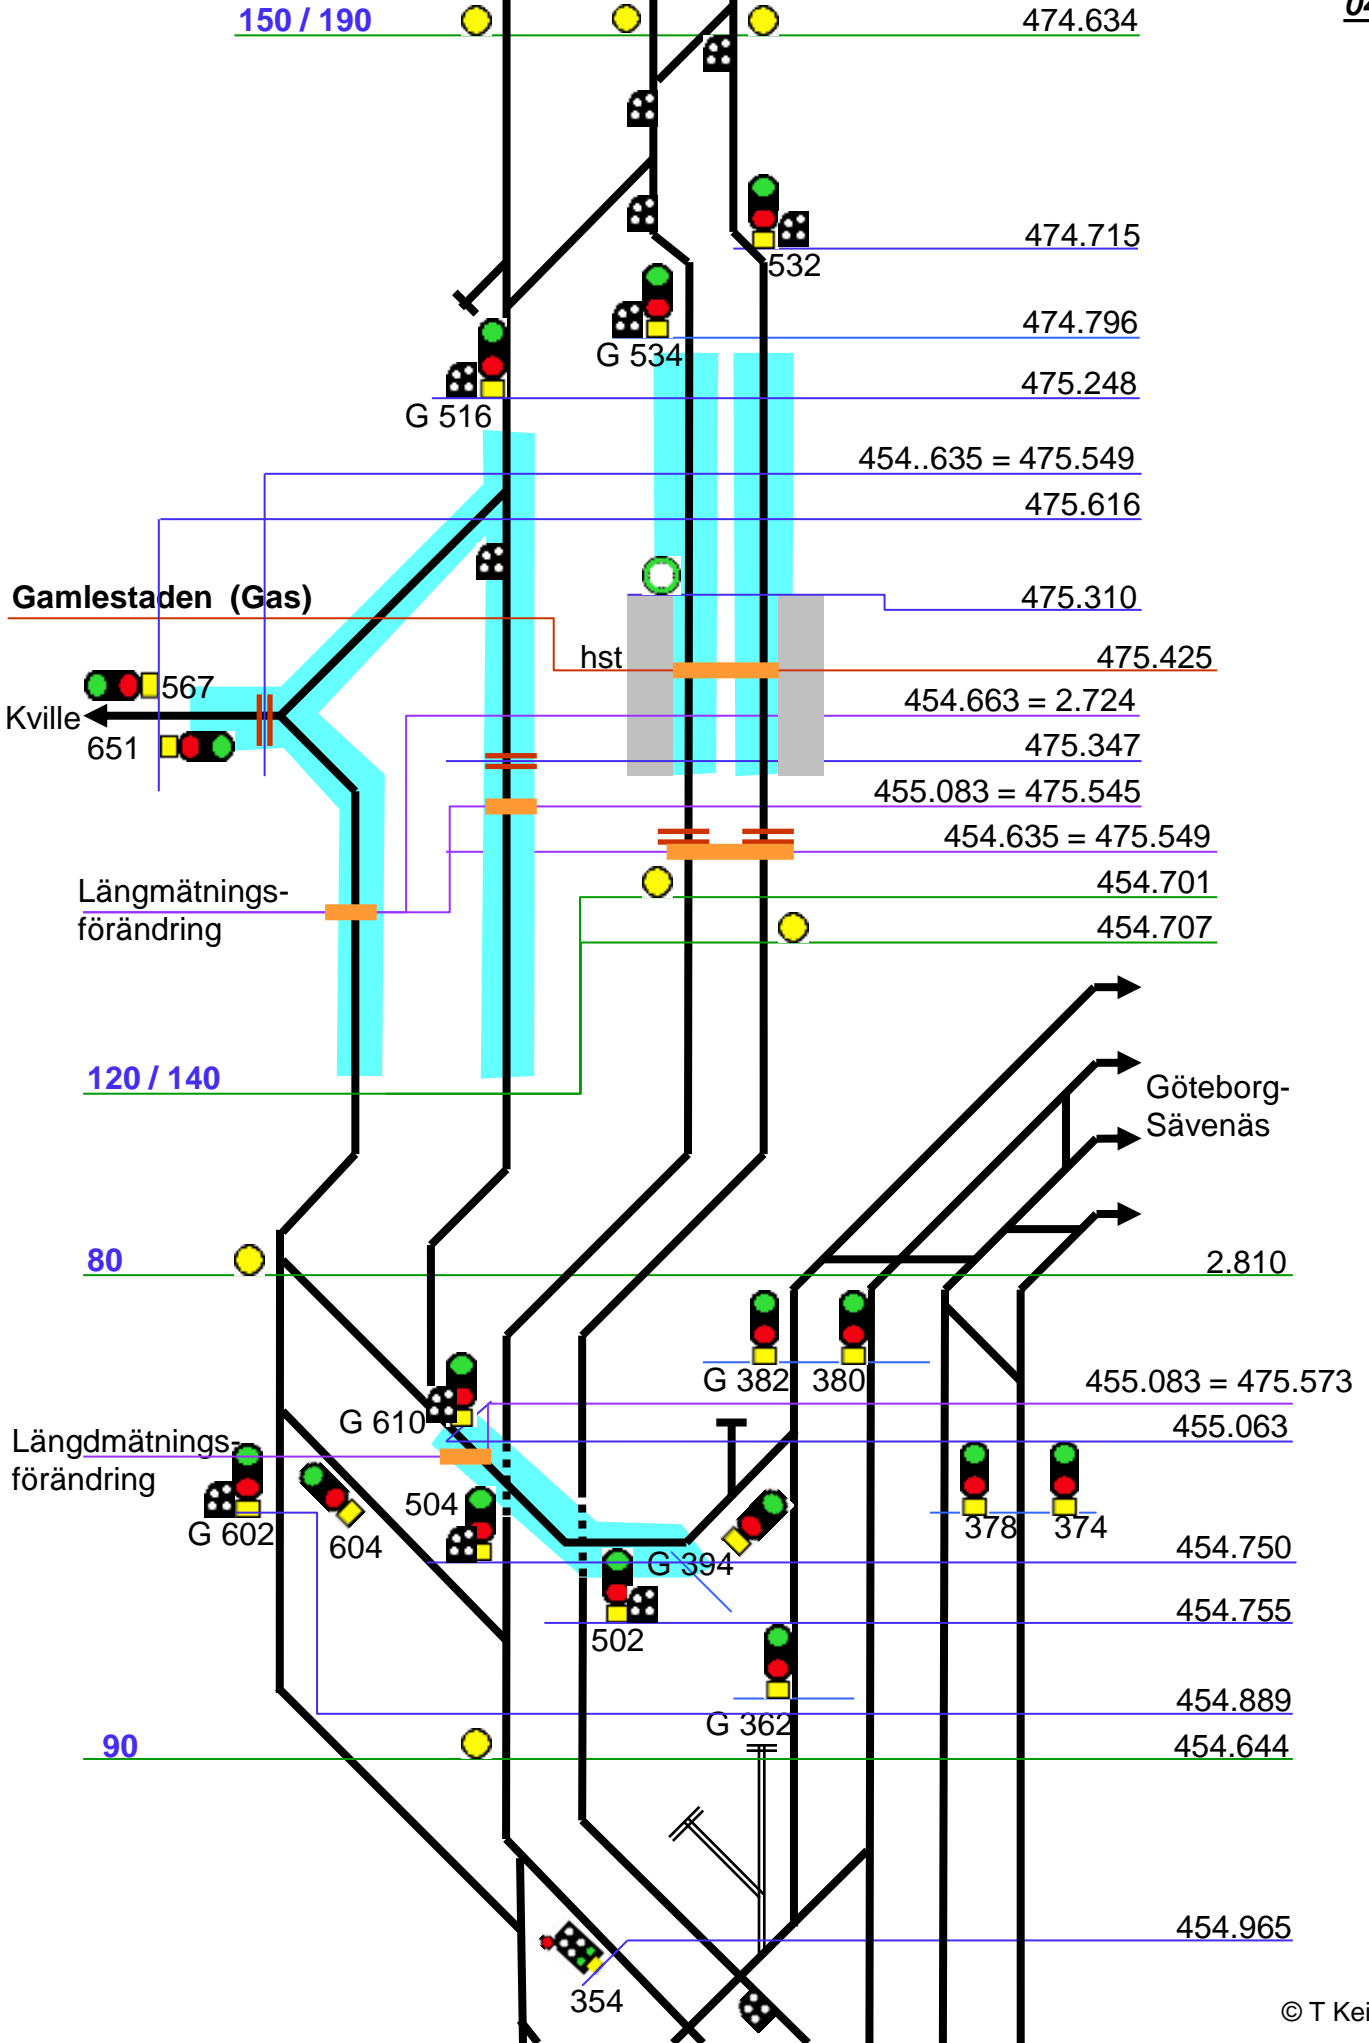 150 / 190
474.634
04
474.715
532
474.796
G 534
475.248
G 516
454..635 = 475.549
475.616
Gamlestaden (Gas)
475.310
hst
475.425
567
454.663 = 2.724
Kville
651
475.347
455.083 = 475.545
454.635 = 475.549
454.701
Längmätnings-
förändring
454.707
120 / 140
Göteborg-
Sävenäs
80
2.810
G 382
380
455.083 = 475.573
G 610
455.063
Längdmätnings-
förändring
504
G 602
604
378
374
G 394
454.750
454.755
502
454.889
G 362
90
454.644
454.965
354
© T Kei